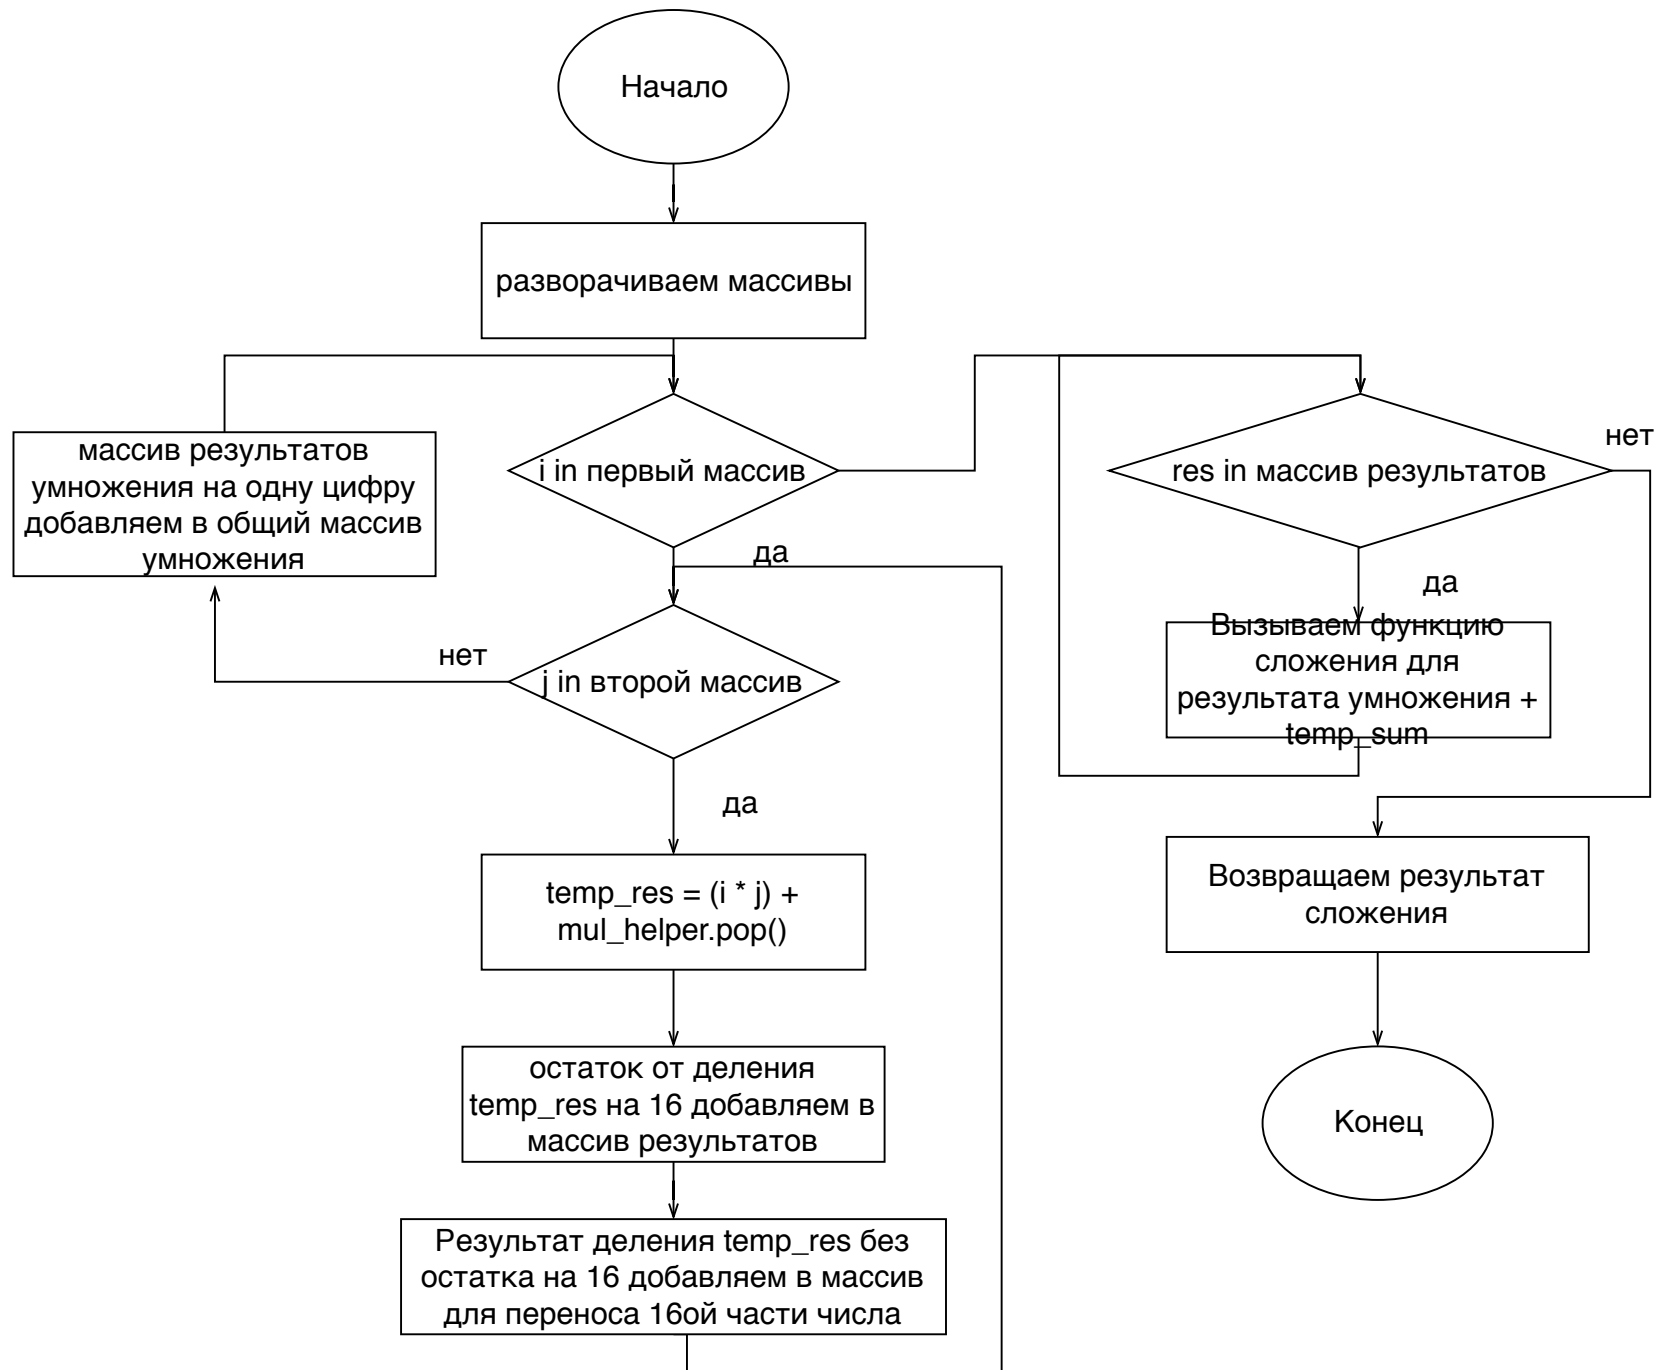 Начало
разворачиваем массивы
массив результатов
умножения на одну цифру
добавляем в общий массив
умножения
i in первый массив
да
нет
j in второй массив
да
temp_res = (i * j) +
mul_helper.pop()
остаток от деления
temp_res на 16 добавляем в
массив результатов
Результат деления temp_res без
остатка на 16 добавляем в массив
для переноса 16ой части числа
нет
res in массив результатов
да
Вызываем функцию
сложения для
результата умножения +
temp_sum
Возвращаем результат
сложения
Конец